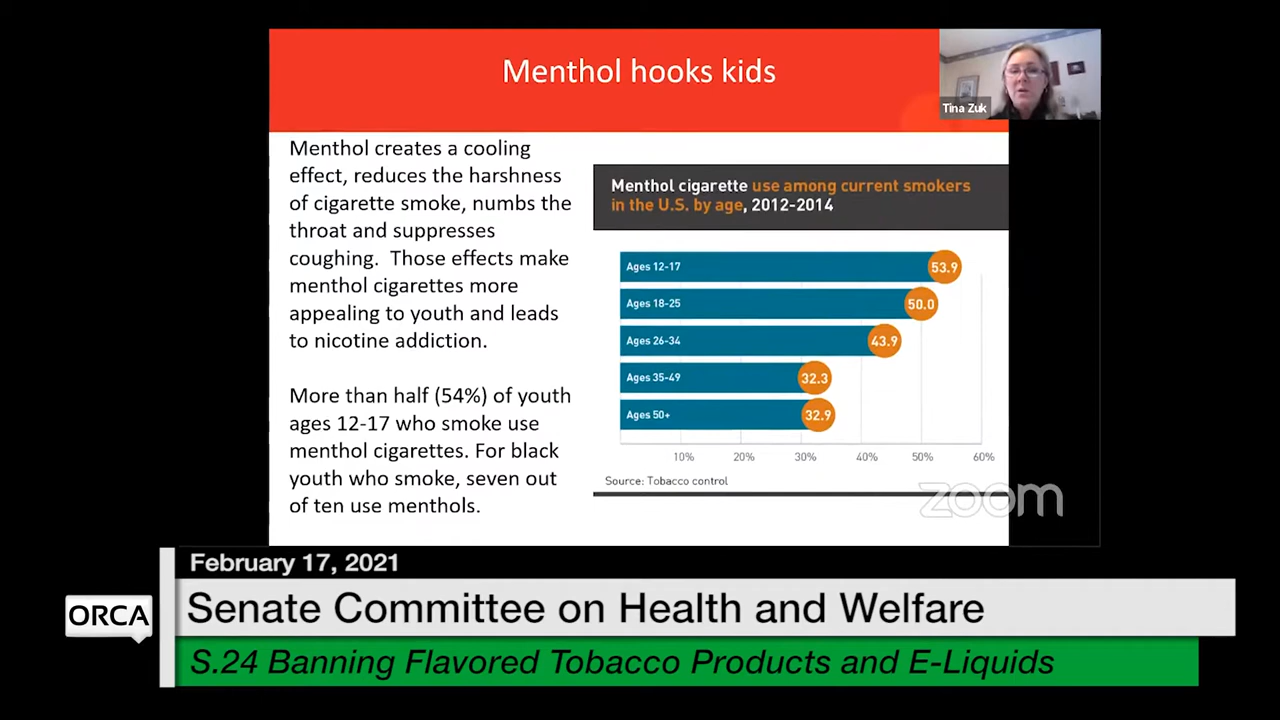 Menthol hooks kids
Tina Zuk
Menthol creates a cooling
effect, reduces the harshness
of cigarette smoke, numbs the
throat and suppresses
coughing.  Those effects make
menthol cigarettes more
appealing to youth and leads
to nicotine addiction.
More than half (54%) of youth
ages 12-17 who smoke use
menthol cigarettes. For black
youth who smoke, seven out
of ten use menthols.
Menthol cigarette use among current smokers
in the U.S. by age, 2012-2014
Ages 12-17 53.9
Ages 18-25 50.0
Ages 26-34 43.9
Ages 35-49 32.3
Ages 50+ 32.9
10% 20% 30% 40% 50% 60%
Source: Tobacco control
zoom
February 17, 2021
ORCA
Senate Committee on Health and Welfare
S.24 Banning Flavored Tobacco Products and E-Liquids